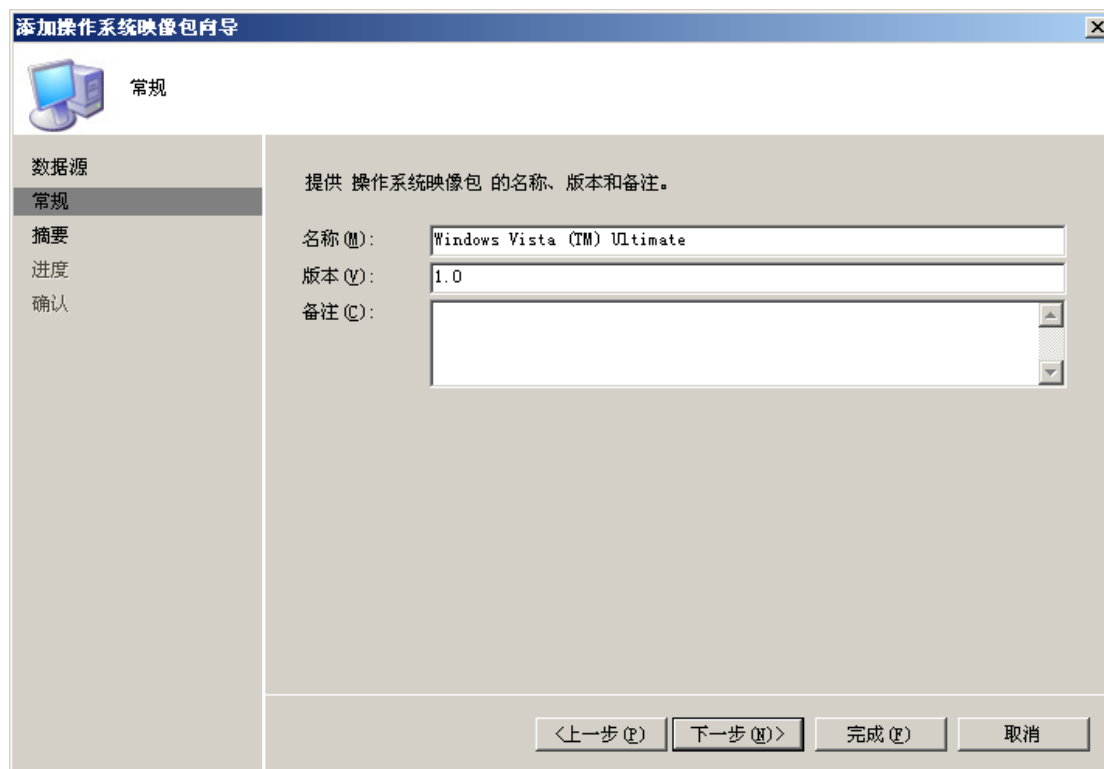 添加操作系统映像包向导
常规
数据源
常规
摘要
进度
确认
提供 操作系统映像包 的名称、版本和备注。
名称(M): Windows Vista (TM) Ultimate
版本(V): 1.0
备注(C):
<上一步(P) 下一步(N)> 完成(F) 取消